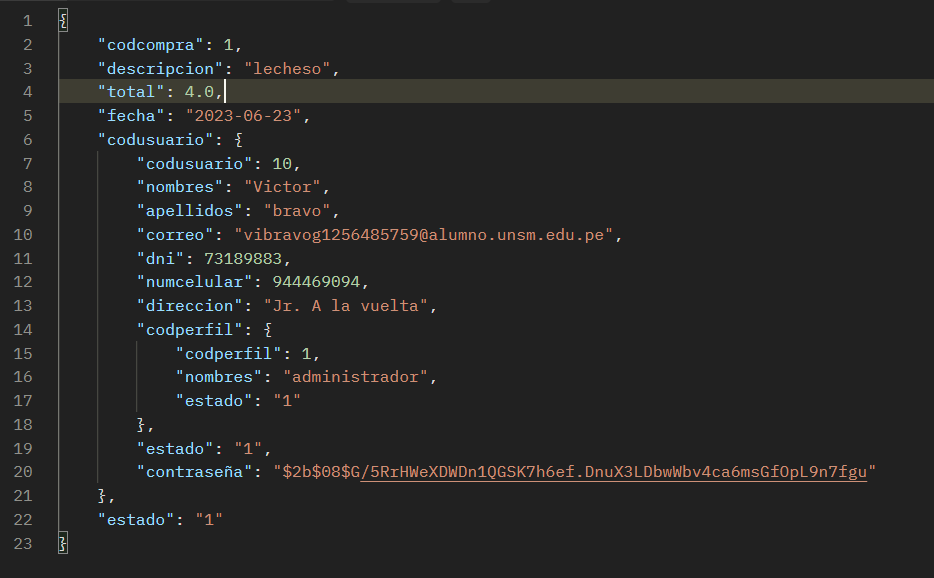 1 {
2 "codcompra": 1,
3 "descripcion": "lecheso",
4 "total": 4.0,
5 "fecha": "2023-06-23",
6 "codusuario": {
7 "codusuario": 10,
8 "nombres": "Victor",
9 "apellidos": "bravo",
10 "correo": "vibravog1256485759@alumno.unsm.edu.pe",
11 "dni": 73189883,
12 "numcelular": 944469094,
13 "direccion": "Jr. A la vuelta",
14 "codperfil": {
15 "codperfil": 1,
16 "nombres": "administrador",
17 "estado": "1"
18 },
19 "estado": "1",
20 "contraseña": "$2b$08$G/5RrHWeXDWDn1QGSK7h6ef.DnuX3LDbwWbv4ca6msGfOpL9n7fgu"
21 },
22 "estado": "1"
23 }